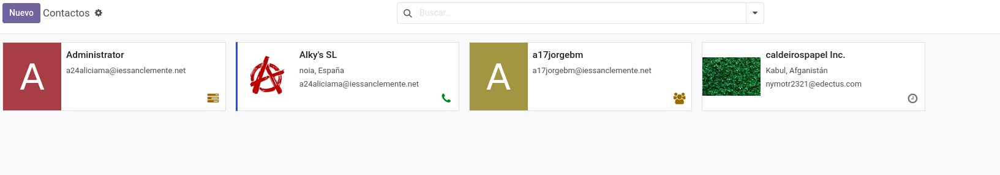 Nuevo Contactos
Buscar...
A
Administrator
a24aliciama@iessanclemente.net
Alky's SL
noia, España
a24aliciama@iessanclemente.net
A
a17jorgebm
a17jorgebm@iessanclemente.net
caldeirospapel Inc.
Kabul, Afganistán
nymotr2321@edectus.com